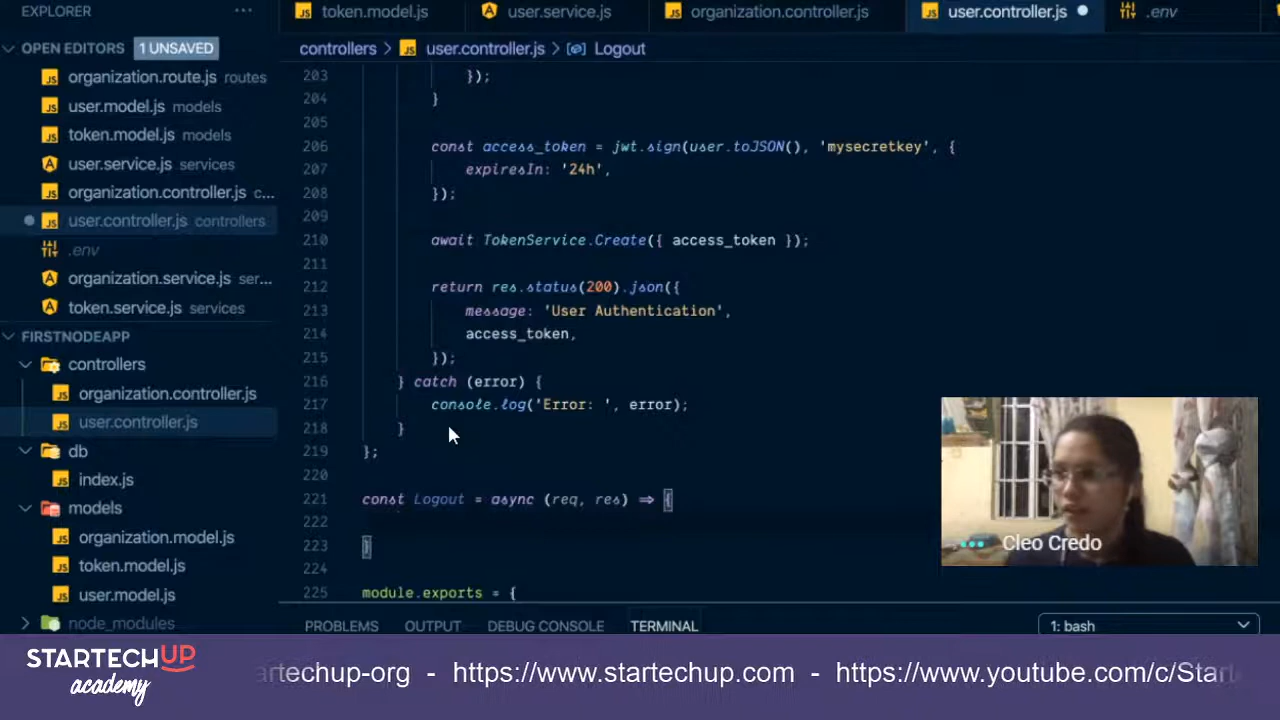 EXPLORER ...
token.model.js user.service.js organization.controller.js user.controller.js .env
OPEN EDITORS 1 UNSAVED
controllers > user.controller.js > Logout
organization.route.js routes
user.model.js models
token.model.js models
user.service.js services
organization.controller.js c...
user.controller.js controllers
.env
organization.service.js ser...
token.service.js services
FIRSTNODEAPP
controllers
organization.controller.js
user.controller.js
db
index.js
models
organization.model.js
token.model.js
user.model.js
node_modules
203 });
204 }
205
206 const access_token = jwt.sign(user.toJSON(), 'mysecretkey', {
207 expiresIn: '24h',
208 });
209
210 await TokenService.Create({ access_token });
211
212 return res.status(200).json({
213 message: 'User Authentication',
214 access_token,
215 });
216 } catch (error) {
217 console.log('Error: ', error);
218 }
219 };
220
221 const Logout = async (req, res) => {
222
223 }
224
225 module.exports = {
Cleo Credo
PROBLEMS OUTPUT DEBUG CONSOLE TERMINAL 1: bash
STARTECHUP
academy
startechup-org - https://www.startechup.com - https://www.youtube.com/c/Start